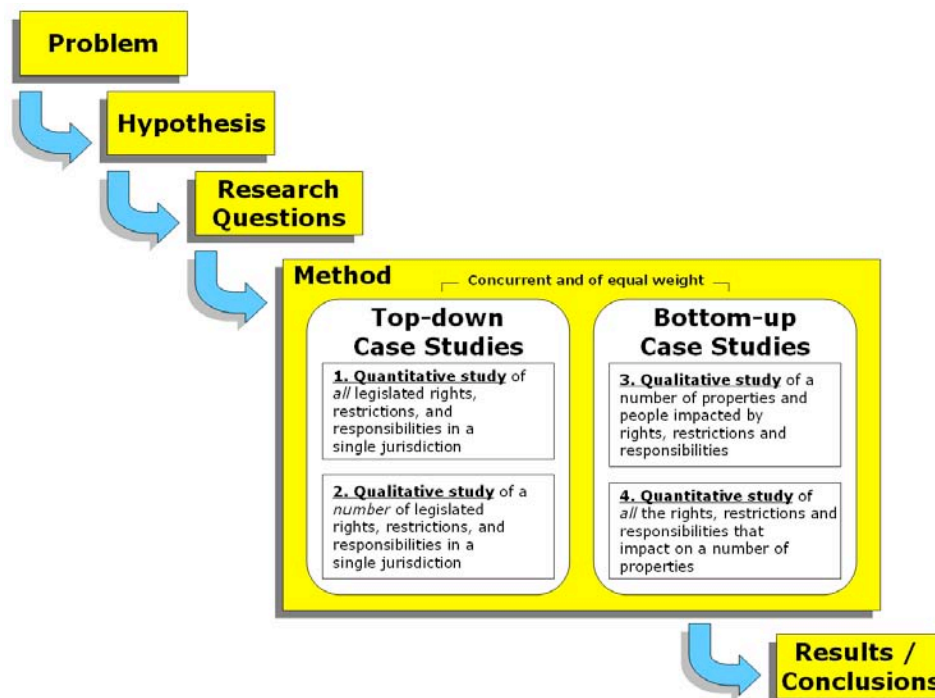 Problem
Hypothesis
Research
Questions
Method
Concurrent and of equal weight
Top-down
Case Studies
1. Quantitative study of
all legislated rights,
restrictions, and
responsibilities in a
single jurisdiction
2. Qualitative study of a
number of legislated
rights, restrictions, and
responsibilities in a
single jurisdiction
Bottom-up
Case Studies
3. Qualitative study of a
number of properties and
people impacted by
rights, restrictions and
responsibilities
4. Quantitative study of
all the rights, restrictions and
responsibilities that
impact on a number of
properties
Results /
Conclusions